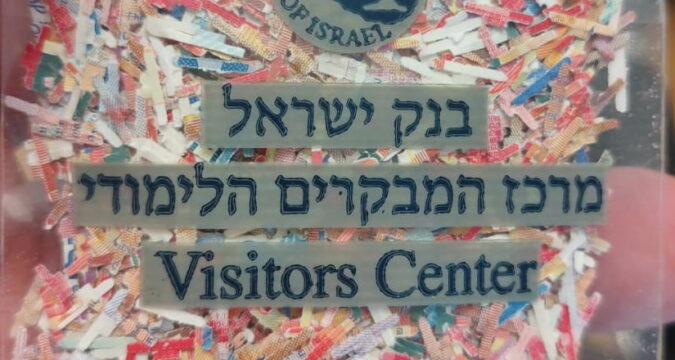 OF ISRAEL
בנק ישראל
מרכז המבקרים הלימודי
Visitors Center